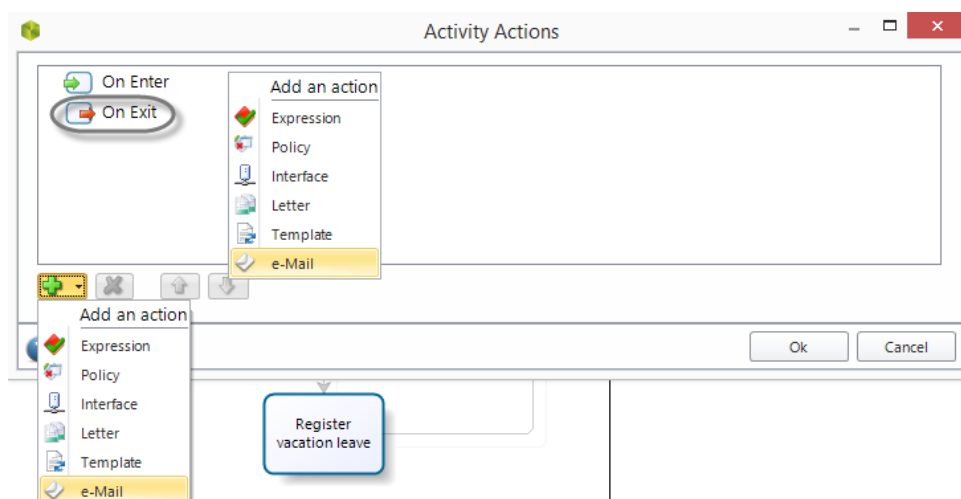 Activity Actions
On Enter
On Exit
Add an action
Expression
Policy
Interface
Letter
Template
e-Mail
Add an action
Expression
Policy
Interface
Letter
Template
e-Mail
Ok
Cancel
Register
vacation leave